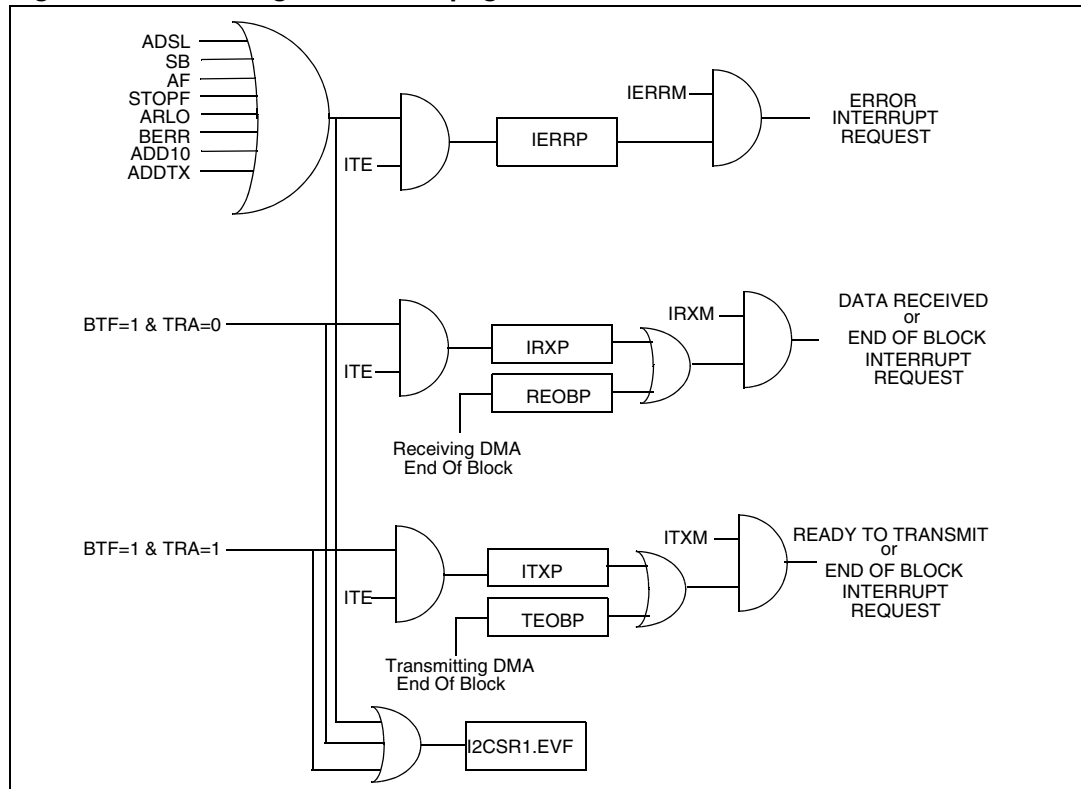 ADSL
SB
AF
STOPF
ARLO
BERR
ADD10
ADDTX
ITE
IERRP
IERRM
ERROR
INTERRUPT
REQUEST
BTF=1 & TRA=0
ITE
IRXP
REOBP
IRXM
DATA RECEIVED
or
END OF BLOCK
INTERRUPT
REQUEST
Receiving DMA
End Of Block
BTF=1 & TRA=1
ITE
ITXP
TEOBP
ITXM
READY TO TRANSMIT
or
END OF BLOCK
INTERRUPT
REQUEST
Transmitting DMA
End Of Block
I2CSR1.EVF